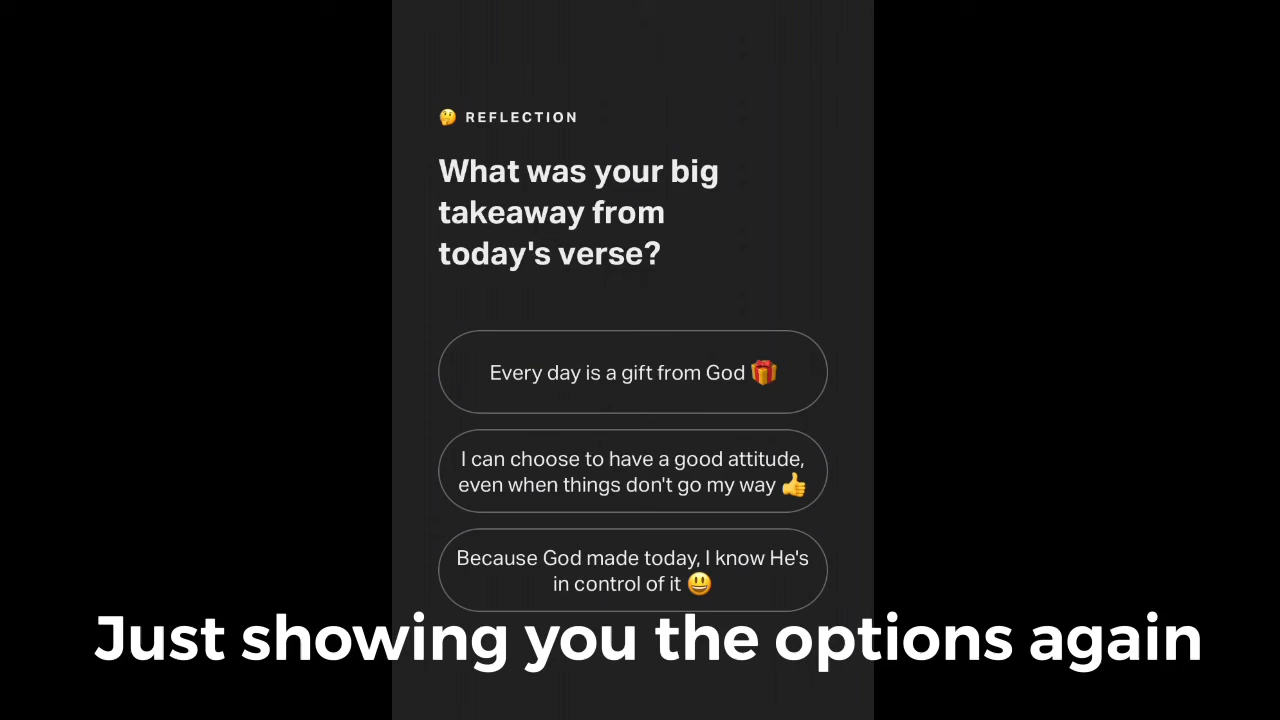 🤔 REFLECTION
What was your big
takeaway from
today's verse?
Every day is a gift from God 🎁
I can choose to have a good attitude,
even when things don't go my way 👍
Because God made today, I know He's
in control of it 😃
Just showing you the options again